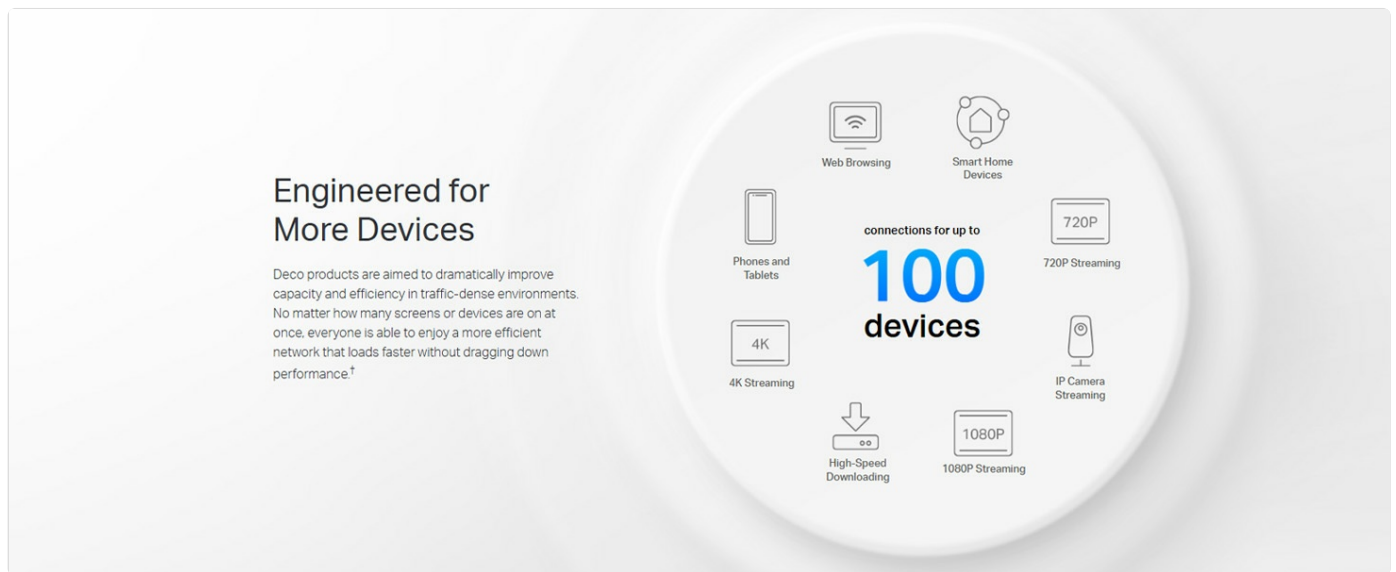 Engineered for
More Devices
Deco products are aimed to dramatically improve
capacity and efficiency in traffic-dense environments.
No matter how many screens or devices are on at
once, everyone is able to enjoy a more efficient
network that loads faster without dragging down
performance.†
Web Browsing
Smart Home
Devices
Phones and
Tablets
connections for up to
100
devices
720P
720P Streaming
4K
4K Streaming
IP Camera
Streaming
High-Speed
Downloading
1080P
1080P Streaming